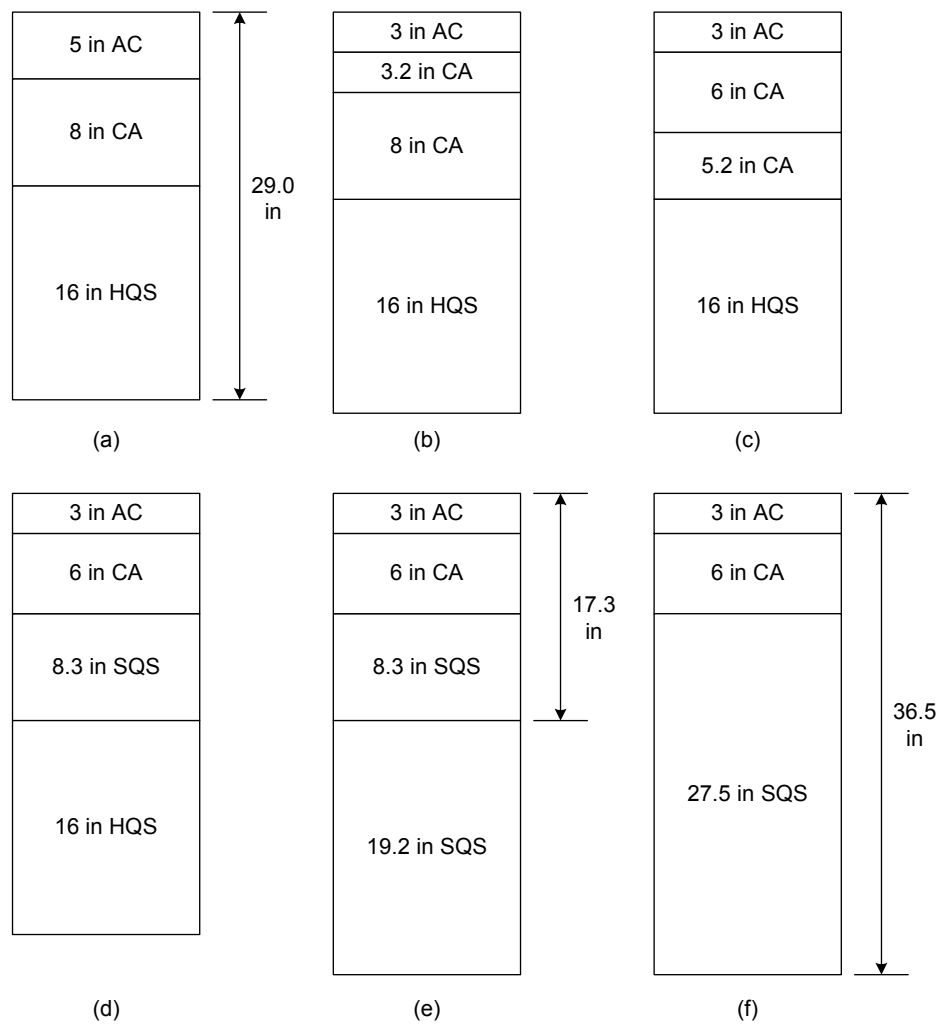 5 in AC
8 in CA
16 in HQS
29.0
in
(a)
3 in AC
3.2 in CA
8 in CA
16 in HQS
(b)
3 in AC
6 in CA
5.2 in CA
16 in HQS
(c)
3 in AC
6 in CA
8.3 in SQS
16 in HQS
(d)
3 in AC
6 in CA
8.3 in SQS
19.2 in SQS
17.3
in
(e)
3 in AC
6 in CA
27.5 in SQS
36.5
in
(f)